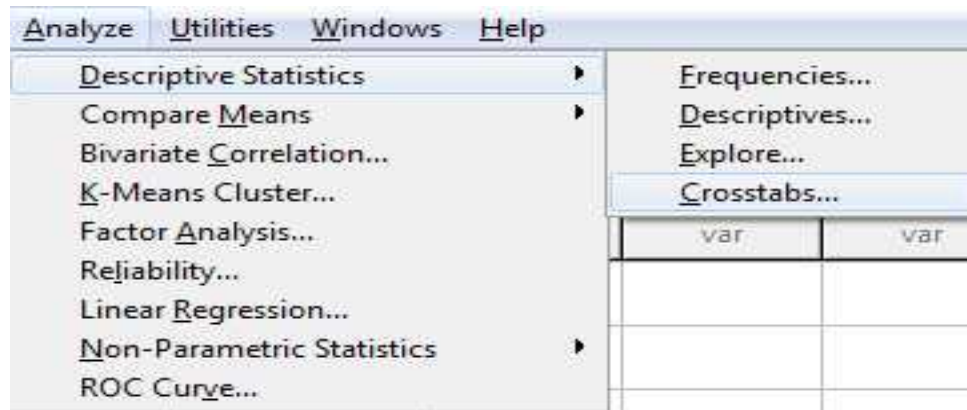 Analyze Utilities Windows Help
Descriptive Statistics
Compare Means
Bivariate Correlation...
K-Means Cluster...
Factor Analysis...
Reliability...
Linear Regression...
Non-Parametric Statistics
ROC Curve...
Frequencies...
Descriptives...
Explore...
Crosstabs...
var var